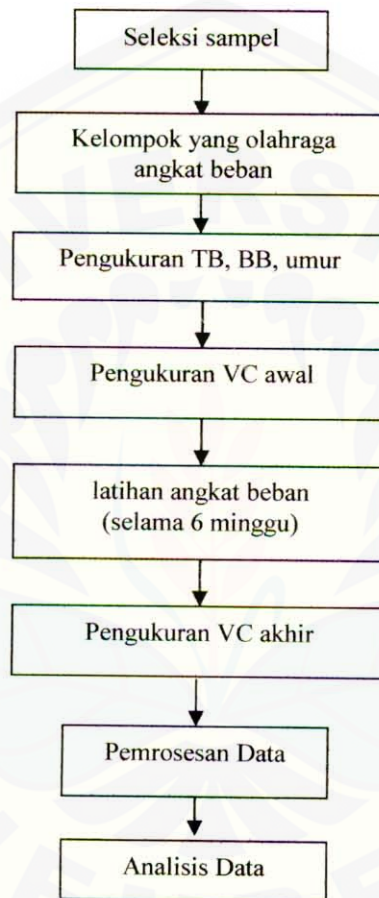 Seleksi sampel
Kelompok yang olahraga
angkat beban
Pengukuran TB, BB, umur
Pengukuran VC awal
latihan angkat beban
(selama 6 minggu)
Pengukuran VC akhir
Pemrosesan Data
Analisis Data